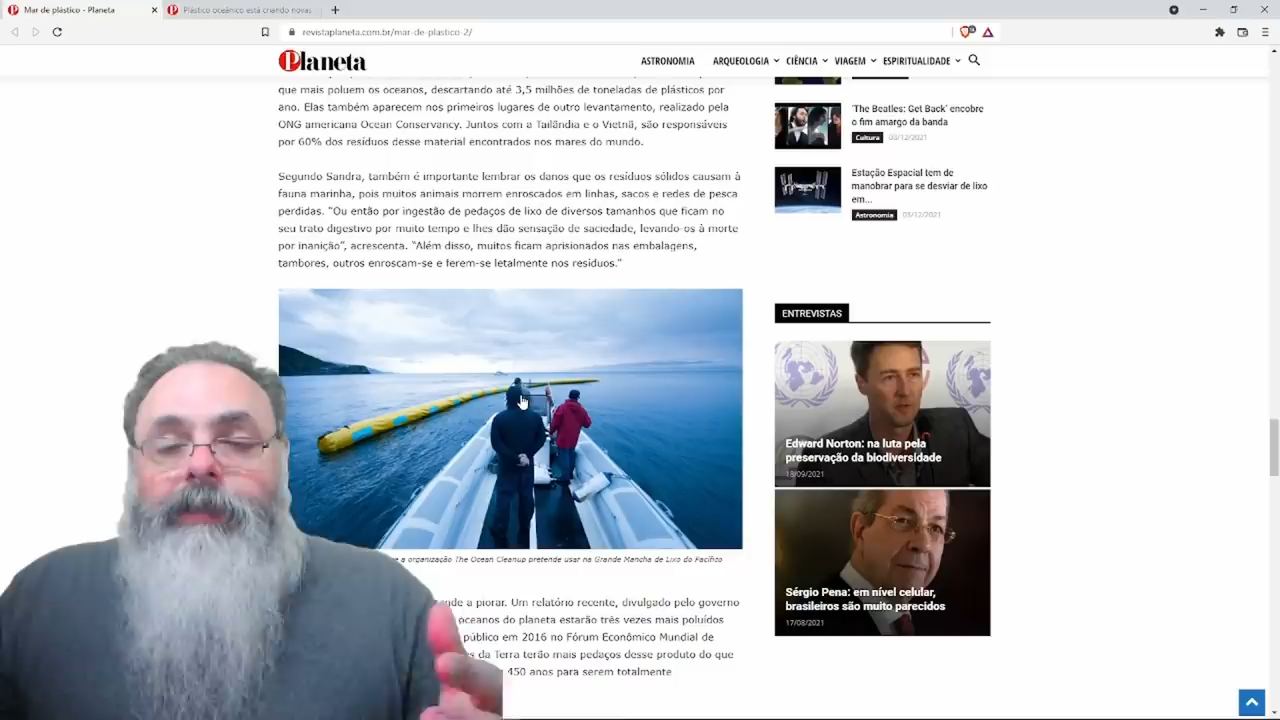 Mar de plástico - Planeta
Plástico oceânico está criando novas
revistaplaneta.com.br/mar-de-plastico-2/
Planeta
ASTRONOMIA ARQUEOLOGIA CIÊNCIA VIAGEM ESPIRITUALIDADE
que mais poluem os oceanos, descartando até 3,5 milhões de toneladas de plásticos por
ano. Elas também aparecem nos primeiros lugares de outro levantamento, realizado pela
ONG americana Ocean Conservancy. Juntos com a Tailândia e o Vietnã, são responsáveis
por 60% dos resíduos desse material encontrados nos mares do mundo.
Segundo Sandra, também é importante lembrar os danos que os resíduos sólidos causam à
fauna marinha, pois muitos animais morrem enroscados em linhas, sacos e redes de pesca
perdidas. “Ou então por ingestão de pedaços de lixo de diversos tamanhos que ficam no
seu trato digestivo por muito tempo e lhes dão sensação de saciedade, levando-os à morte
por inanição”, acrescenta. “Além disso, muitos ficam aprisionados nas embalagens,
tambores, outros enroscam-se e ferem-se letalmente nos resíduos.”
e a organização The Ocean Cleanup pretende usar na Grande Mancha de Lixo do Pacífico
nde a piorar. Um relatório recente, divulgado pelo governo
oceanos do planeta estarão três vezes mais poluídos
público em 2016 no Fórum Econômico Mundial de
s da Terra terão mais pedaços desse produto do que
450 anos para serem totalmente
'The Beatles: Get Back' encobre
o fim amargo da banda
Cultura 03/12/2021
Estação Espacial tem de
manobrar para se desviar de lixo
em...
Astronomia 03/12/2021
ENTREVISTAS
Edward Norton: na luta pela
preservação da biodiversidade
18/09/2021
Sérgio Pena: em nível celular,
brasileiros são muito parecidos
17/08/2021